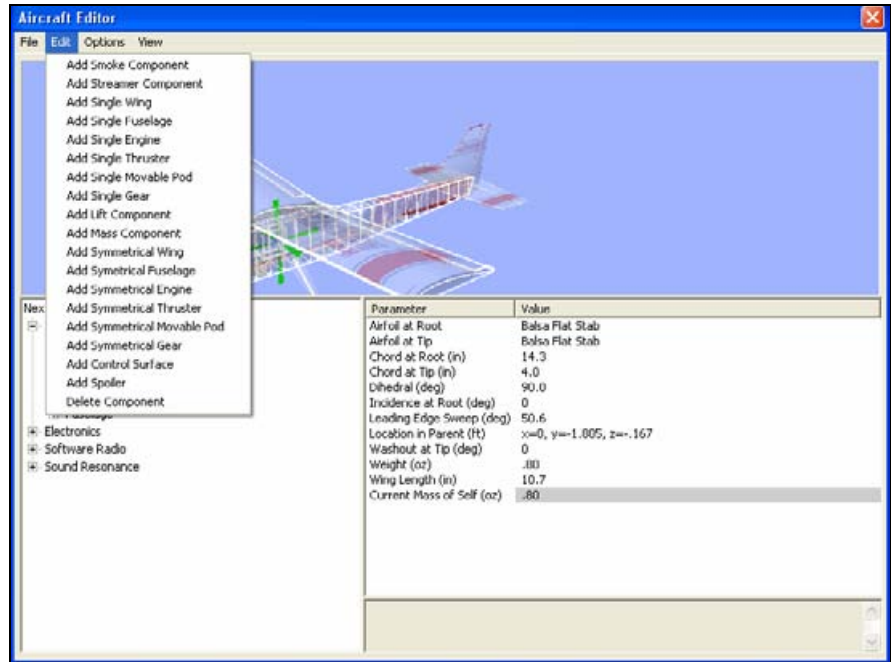 Aircraft Editor
File Edit Options View
Add Smoke Component
Add Streamer Component
Add Single Wing
Add Single Fuselage
Add Single Engine
Add Single Thruster
Add Single Movable Pod
Add Single Gear
Add Lift Component
Add Mass Component
Add Symmetrical Wing
Add Symetrical Fuselage
Add Symmetrical Engine
Add Symmetrical Thruster
Add Symmetrical Movable Pod
Add Symmetrical Gear
Add Control Surface
Add Spoiler
Delete Component
Nex
Fuselage
Electronics
Software Radio
Sound Resonance
Parameter Value
Airfoil at Root Balsa Flat Stab
Airfoil at Tip Balsa Flat Stab
Chord at Root (in) 14.3
Chord at Tip (in) 4.0
Dihedral (deg) 90.0
Incidence at Root (deg) 0
Leading Edge Sweep (deg) 50.6
Location in Parent (ft) x=0, y=-1.805, z=-.167
Washout at Tip (deg) 0
Weight (oz) .80
Wing Length (in) 10.7
Current Mass of Self (oz) .80